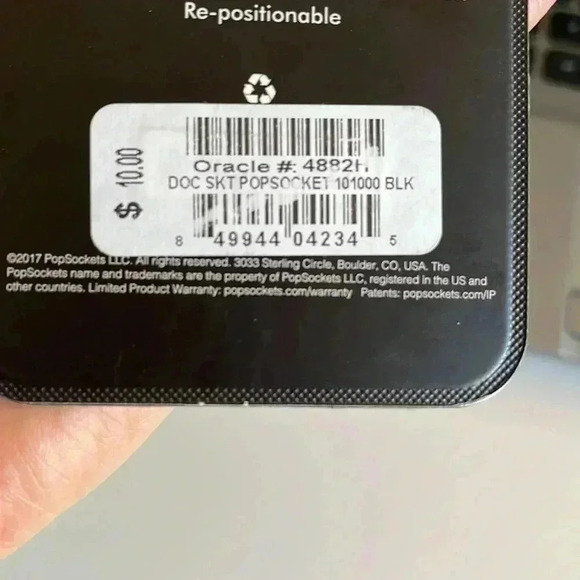 Re-positionable
$ 10.00
Oracle #: 4882H
DOC SKT POPSOCKET 101000 BLK
8 49944 04234 5
©2017 PopSockets LLC. All rights reserved. 3033 Sterling Circle, Boulder, CO, USA. The
PopSockets name and trademarks are the property of PopSockets LLC, registered in the US and
other countries. Limited Product Warranty: popsockets.com/warranty Patents: popsockets.com/IP